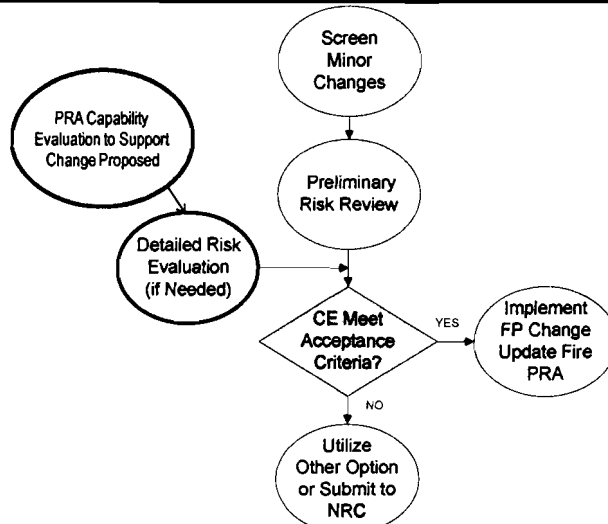 Screen
Minor
Changes
PRA Capability
Evaluation to Support
Change Proposed
Preliminary
Risk Review
Detailed Risk
Evaluation
(if Needed)
CE Meet
Acceptance
Criteria?
YES
Implement
FP Change
Update Fire
PRA
NO
Utilize
Other Option
or Submit to
NRC